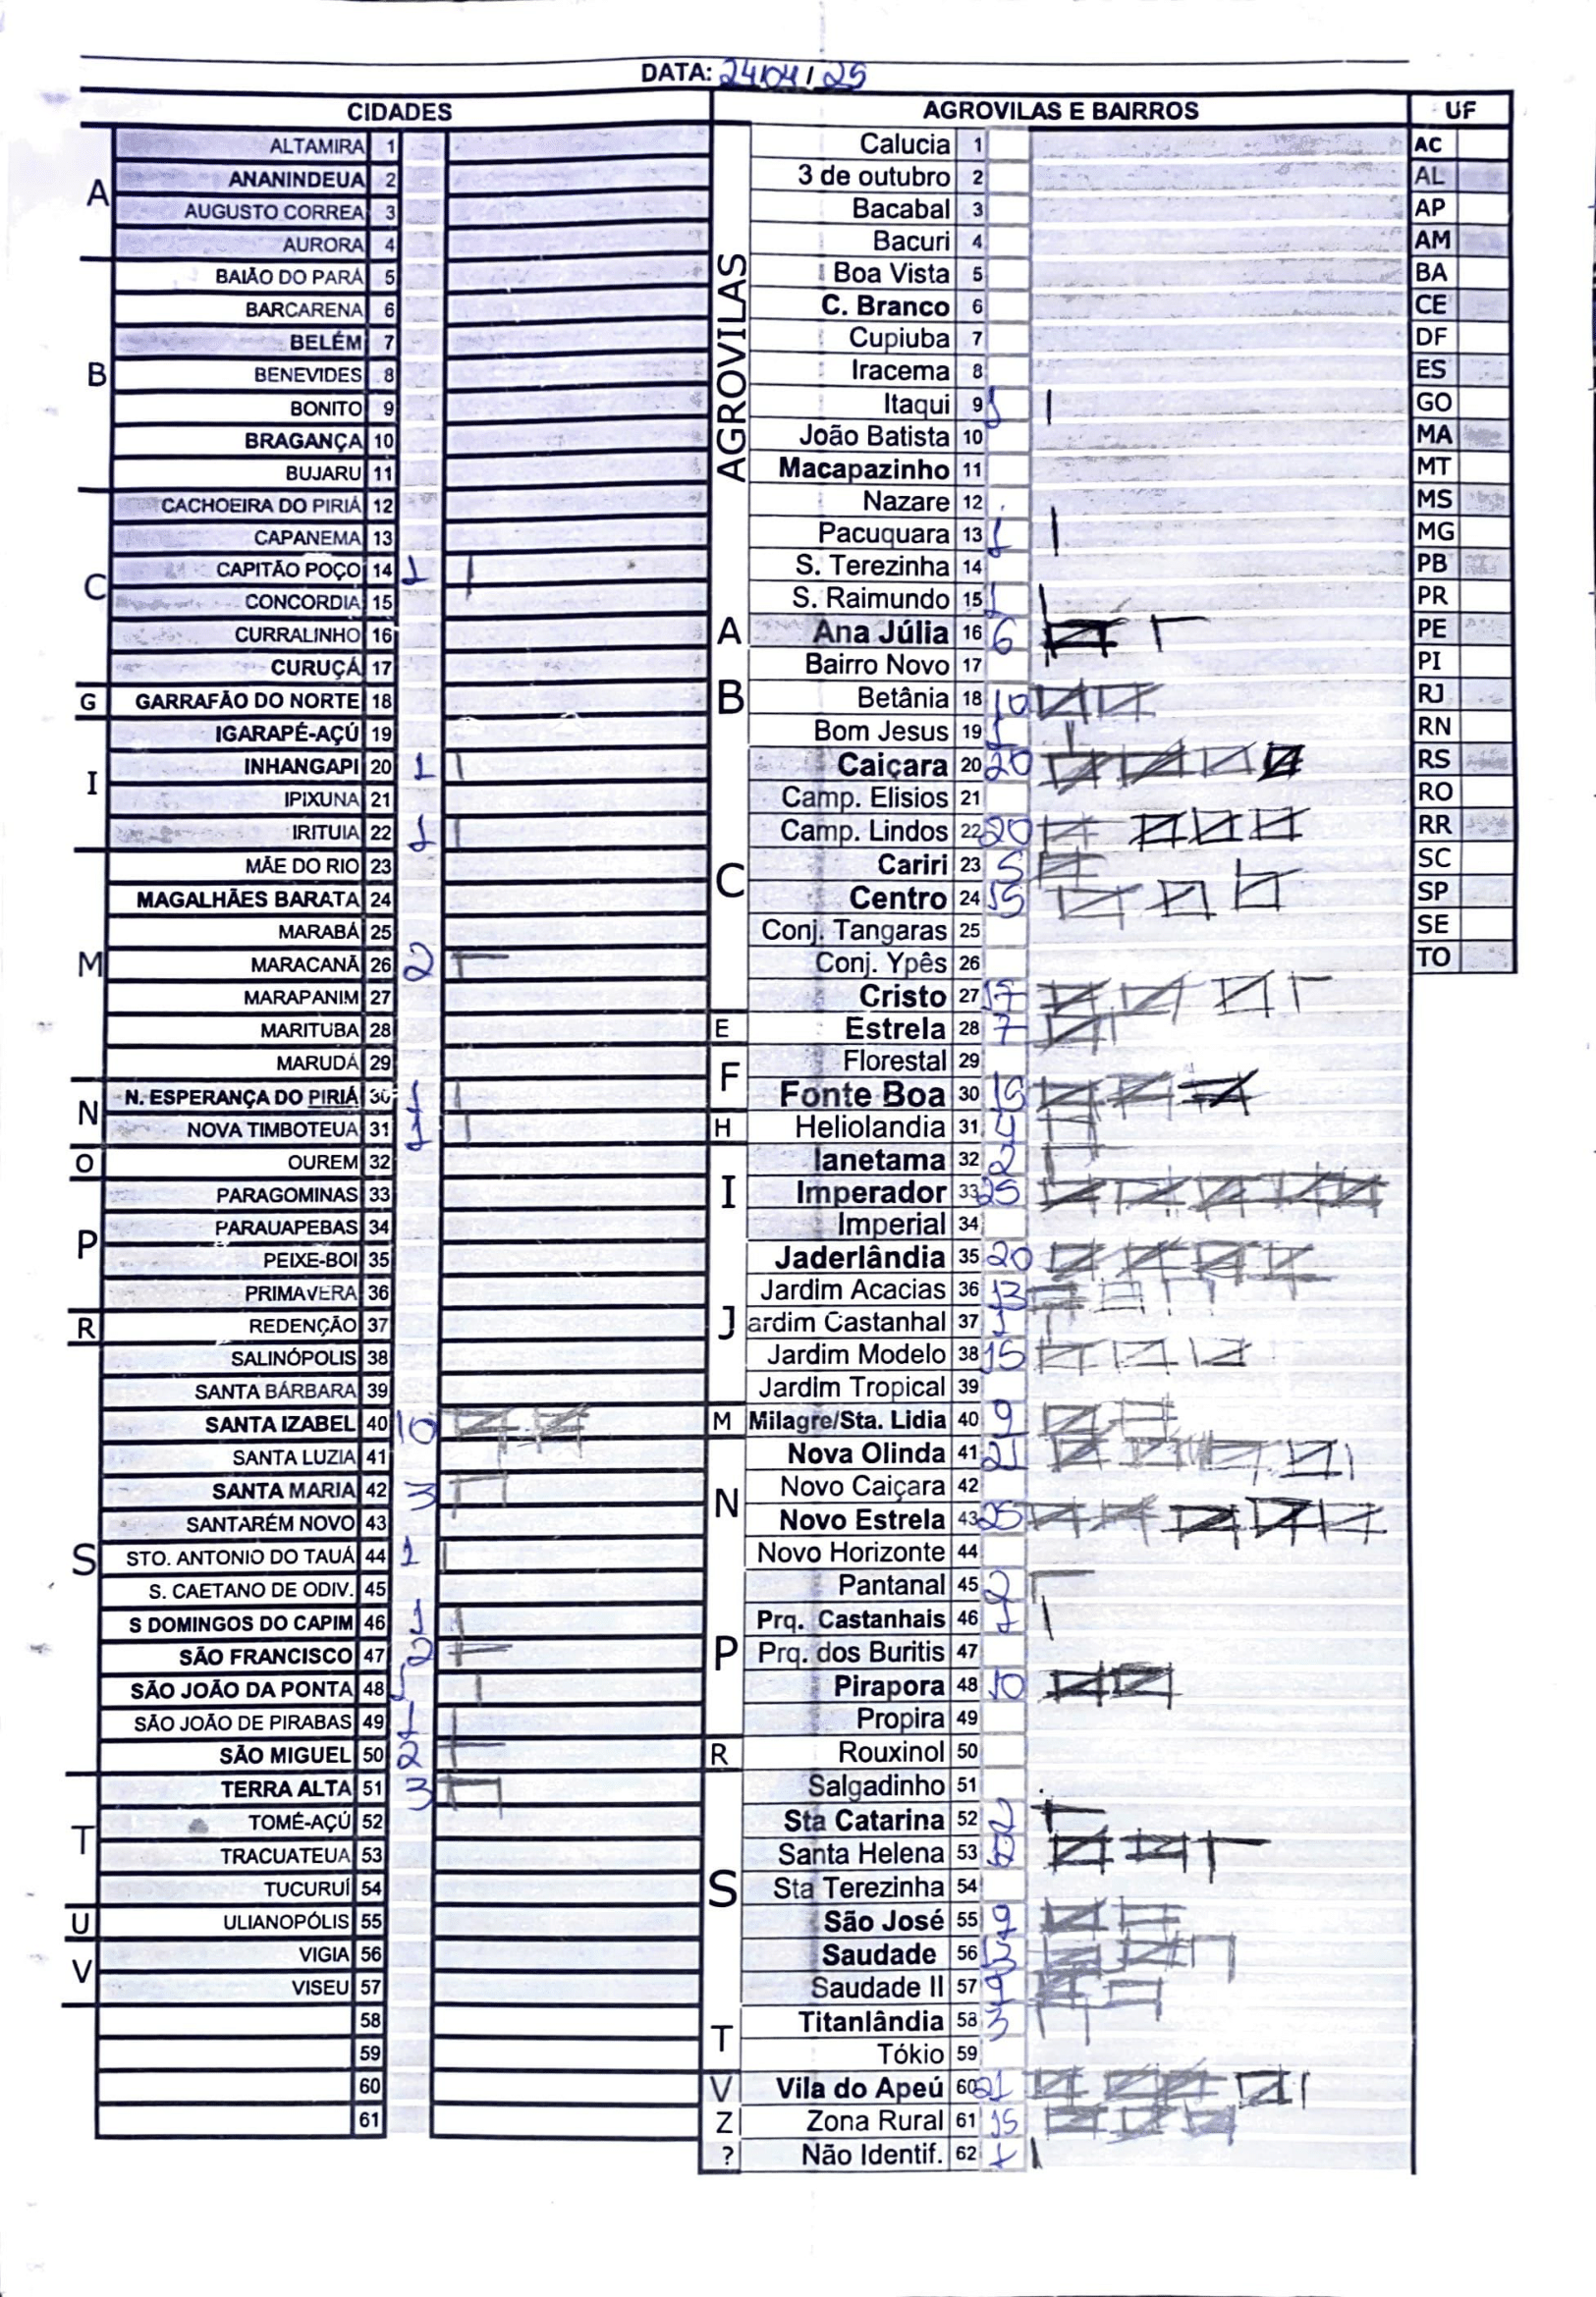 DATA: 24/04/25
CIDADES
A
ALTAMIRA 1
ANANINDEUA 2
AUGUSTO CORREA 3
AURORA 4
B
BAIÃO DO PARÁ 5
BARCARENA 6
BELÉM 7
BENEVIDES 8
BONITO 9
BRAGANÇA 10
BUJARU 11
C
CACHOEIRA DO PIRIÁ 12
CAPANEMA 13
CAPITÃO POÇO 14 1
CONCORDIA 15
CURRALINHO 16
CURUÇÁ 17
G
GARRAFÃO DO NORTE 18
I
IGARAPÉ-AÇÚ 19
INHANGAPI 20 1
IPIXUNA 21
IRITUIA 22 1
M
MÃE DO RIO 23
MAGALHÃES BARATA 24
MARABÁ 25
MARACANÃ 26 2
MARAPANIM 27
MARITUBA 28
MARUDÁ 29
N
N. ESPERANÇA DO PIRIÁ 30 1
NOVA TIMBOTEUA 31 1
O
OUREM 32
P
PARAGOMINAS 33
PARAUAPEBAS 34
PEIXE-BOI 35
PRIMAVERA 36
R
REDENÇÃO 37
S
SALINÓPOLIS 38
SANTA BÁRBARA 39
SANTA IZABEL 40 10
SANTA LUZIA 41
SANTA MARIA 42 3
SANTARÉM NOVO 43
STO. ANTONIO DO TAUÁ 44 1
S. CAETANO DE ODIV. 45
S DOMINGOS DO CAPIM 46 1
SÃO FRANCISCO 47 2
SÃO JOÃO DA PONTA 48 1
SÃO JOÃO DE PIRABAS 49 1
SÃO MIGUEL 50 2
T
TERRA ALTA 51 3
TOMÉ-AÇÚ 52
TRACUATEUA 53
TUCURUÍ 54
U
ULIANOPÓLIS 55
V
VIGIA 56
VISEU 57
58
59
60
61
AGROVILAS E BAIRROS
AGROVILAS
Calucia 1
3 de outubro 2
Bacabal 3
Bacuri 4
Boa Vista 5
C. Branco 6
Cupiuba 7
Iracema 8
Itaqui 9 1
João Batista 10
Macapazinho 11
Nazare 12
Pacuquara 13 1
S. Terezinha 14
S. Raimundo 15 1
A
Ana Júlia 16 6
Bairro Novo 17
B
Betânia 18 10
Bom Jesus 19 1
C
Caiçara 20 20
Camp. Elisios 21
Camp. Lindos 22 20
Cariri 23 5
Centro 24 15
Conj. Tangaras 25
Conj. Ypês 26
Cristo 27 17
E
Estrela 28 7
F
Florestal 29
Fonte Boa 30
H
Heliolandia 31 4
I
Ianetama 32 2
Imperador 33 25
Imperial 34
J
Jaderlândia 35 20
Jardim Acacias 36 13
ardim Castanhal 37 1
Jardim Modelo 38 15
Jardim Tropical 39
M
Milagre/Sta. Lidia 40 9
N
Nova Olinda 41 21
Novo Caiçara 42
Novo Estrela 43 25
Novo Horizonte 44
P
Pantanal 45 2
Prq. Castanhais 46 1
Prq. dos Buritis 47
Pirapora 48 10
Propira 49
R
Rouxinol 50
S
Salgadinho 51
Sta Catarina 52 2
Santa Helena 53 12
Sta Terezinha 54
São José 55 9
Saudade 56 13
Saudade II 57 9
T
Titanlândia 58 3
Tókio 59
V
Vila do Apeú 60 21
Z
Zona Rural 61 15
?
Não Identif. 62 1
UF
AC
AL
AP
AM
BA
CE
DF
ES
GO
MA
MT
MS
MG
PB
PR
PE
PI
RJ
RN
RS
RO
RR
SC
SP
SE
TO